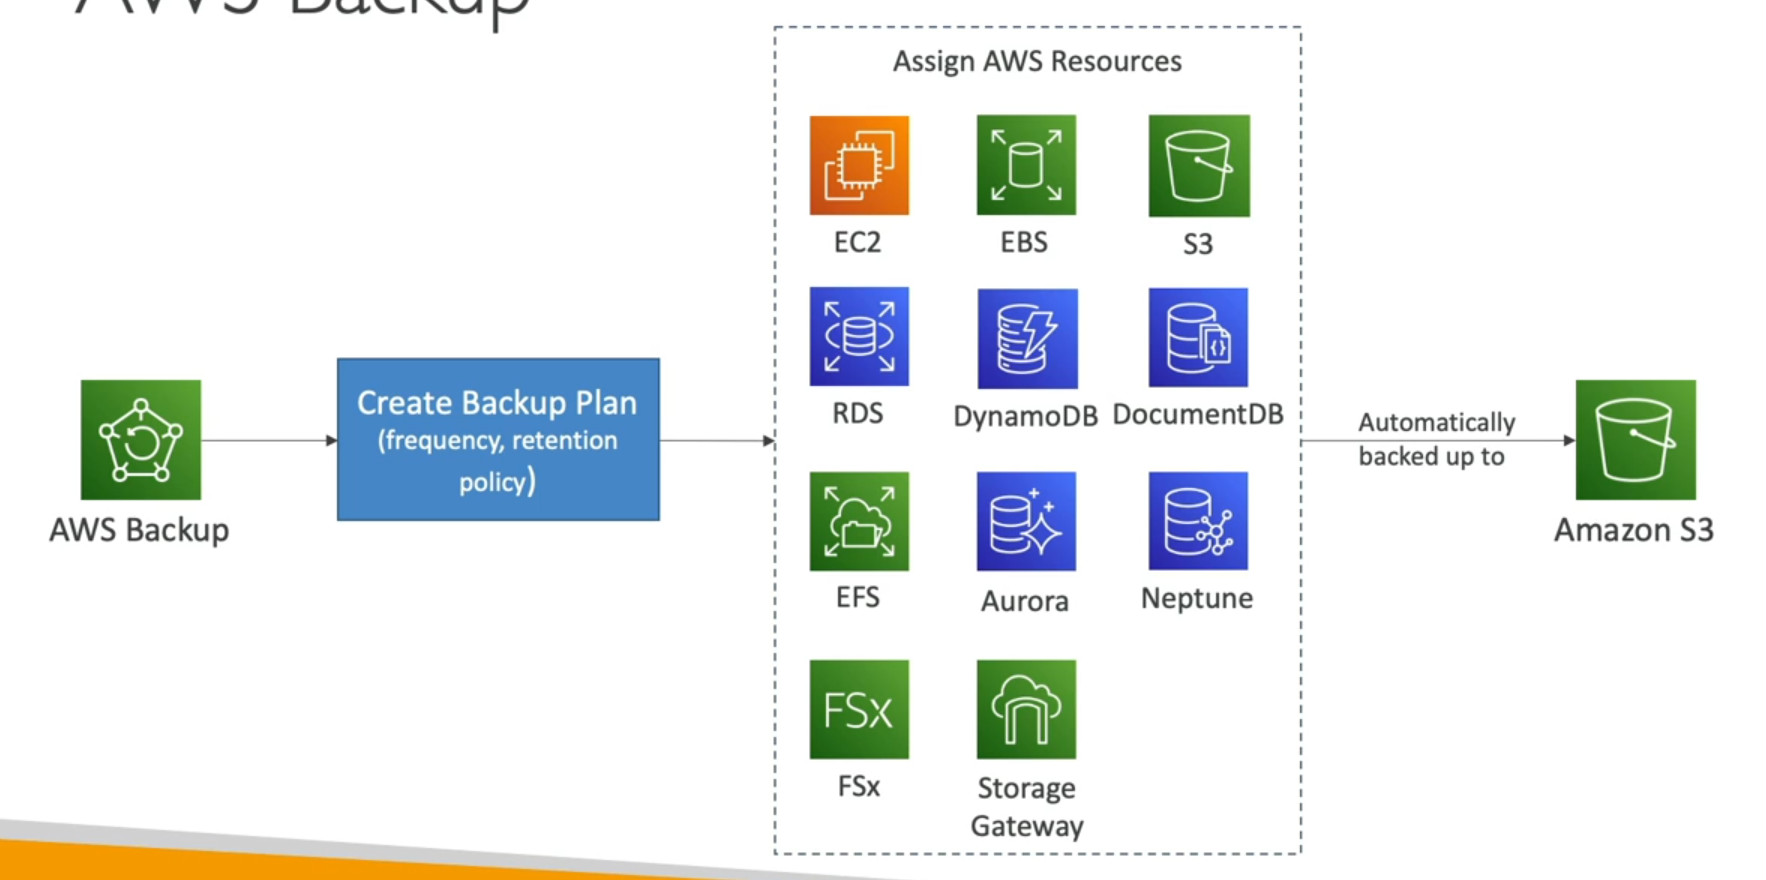 AWS Backup
Assign AWS Resources
EC2
EBS
S3
RDS
DynamoDB
DocumentDB
EFS
Aurora
Neptune
FSx
FSx
Storage
Gateway
AWS Backup
Create Backup Plan
(frequency, retention
policy)
Automatically
backed up to
Amazon S3